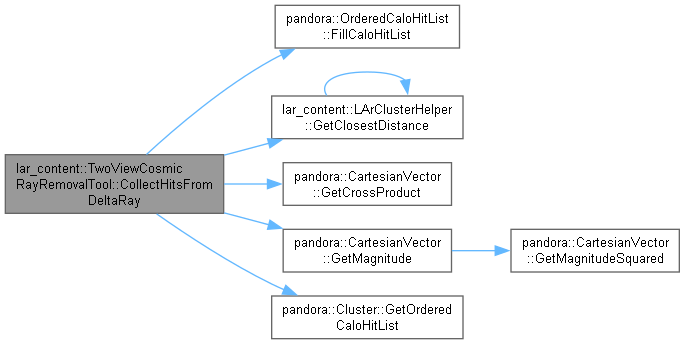 lar_content::TwoViewCosmic
RayRemovalTool::CollectHitsFrom
DeltaRay
pandora::OrderedCaloHitList
::FillCaloHitList
lar_content::LArClusterHelper
::GetClosestDistance
pandora::CartesianVector
::GetCrossProduct
pandora::CartesianVector
::GetMagnitude
pandora::CartesianVector
::GetMagnitudeSquared
pandora::Cluster::GetOrdered
CaloHitList